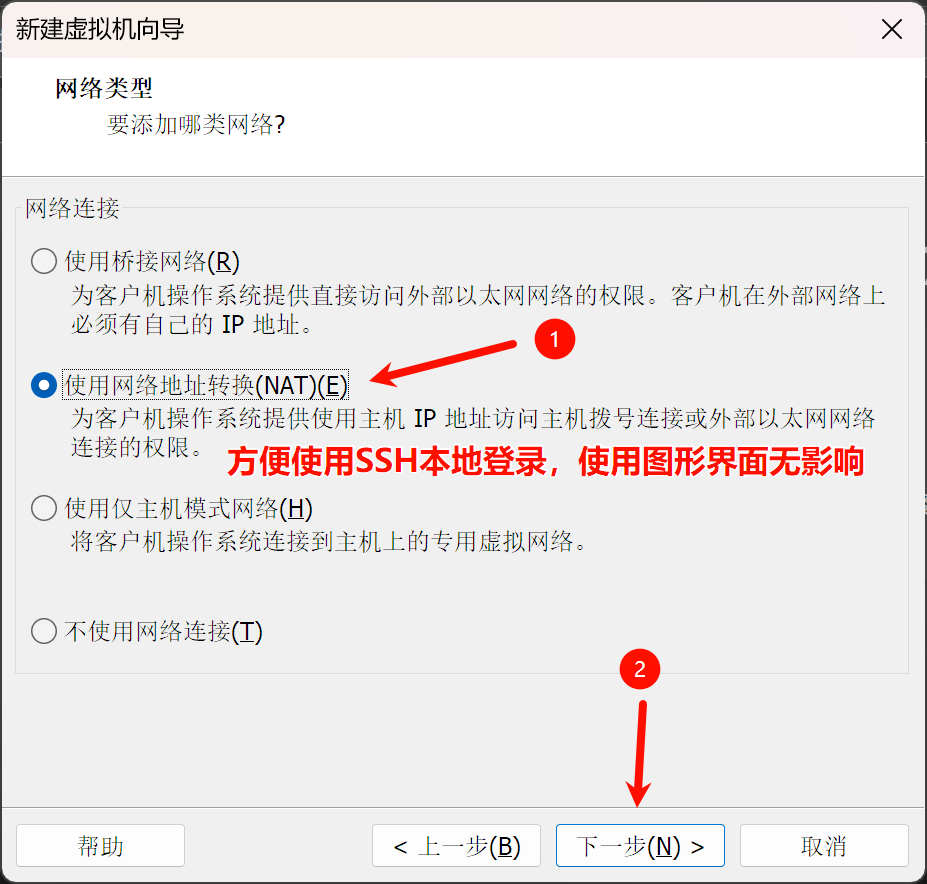 新建虚拟机向导
网络类型
要添加哪类网络?
网络连接
使用桥接网络(R)
为客户机操作系统提供直接访问外部以太网网络的权限。客户机在外部网络上
必须有自己的 IP 地址。
1
使用网络地址转换(NAT)(E)
为客户机操作系统提供使用主机 IP 地址访问主机拨号连接或外部以太网网络
连接的权限。
方便使用SSH本地登录，使用图形界面无影响
使用仅主机模式网络(H)
将客户机操作系统连接到主机上的专用虚拟网络。
不使用网络连接(T)
2
帮助
< 上一步(B)
下一步(N) >
取消